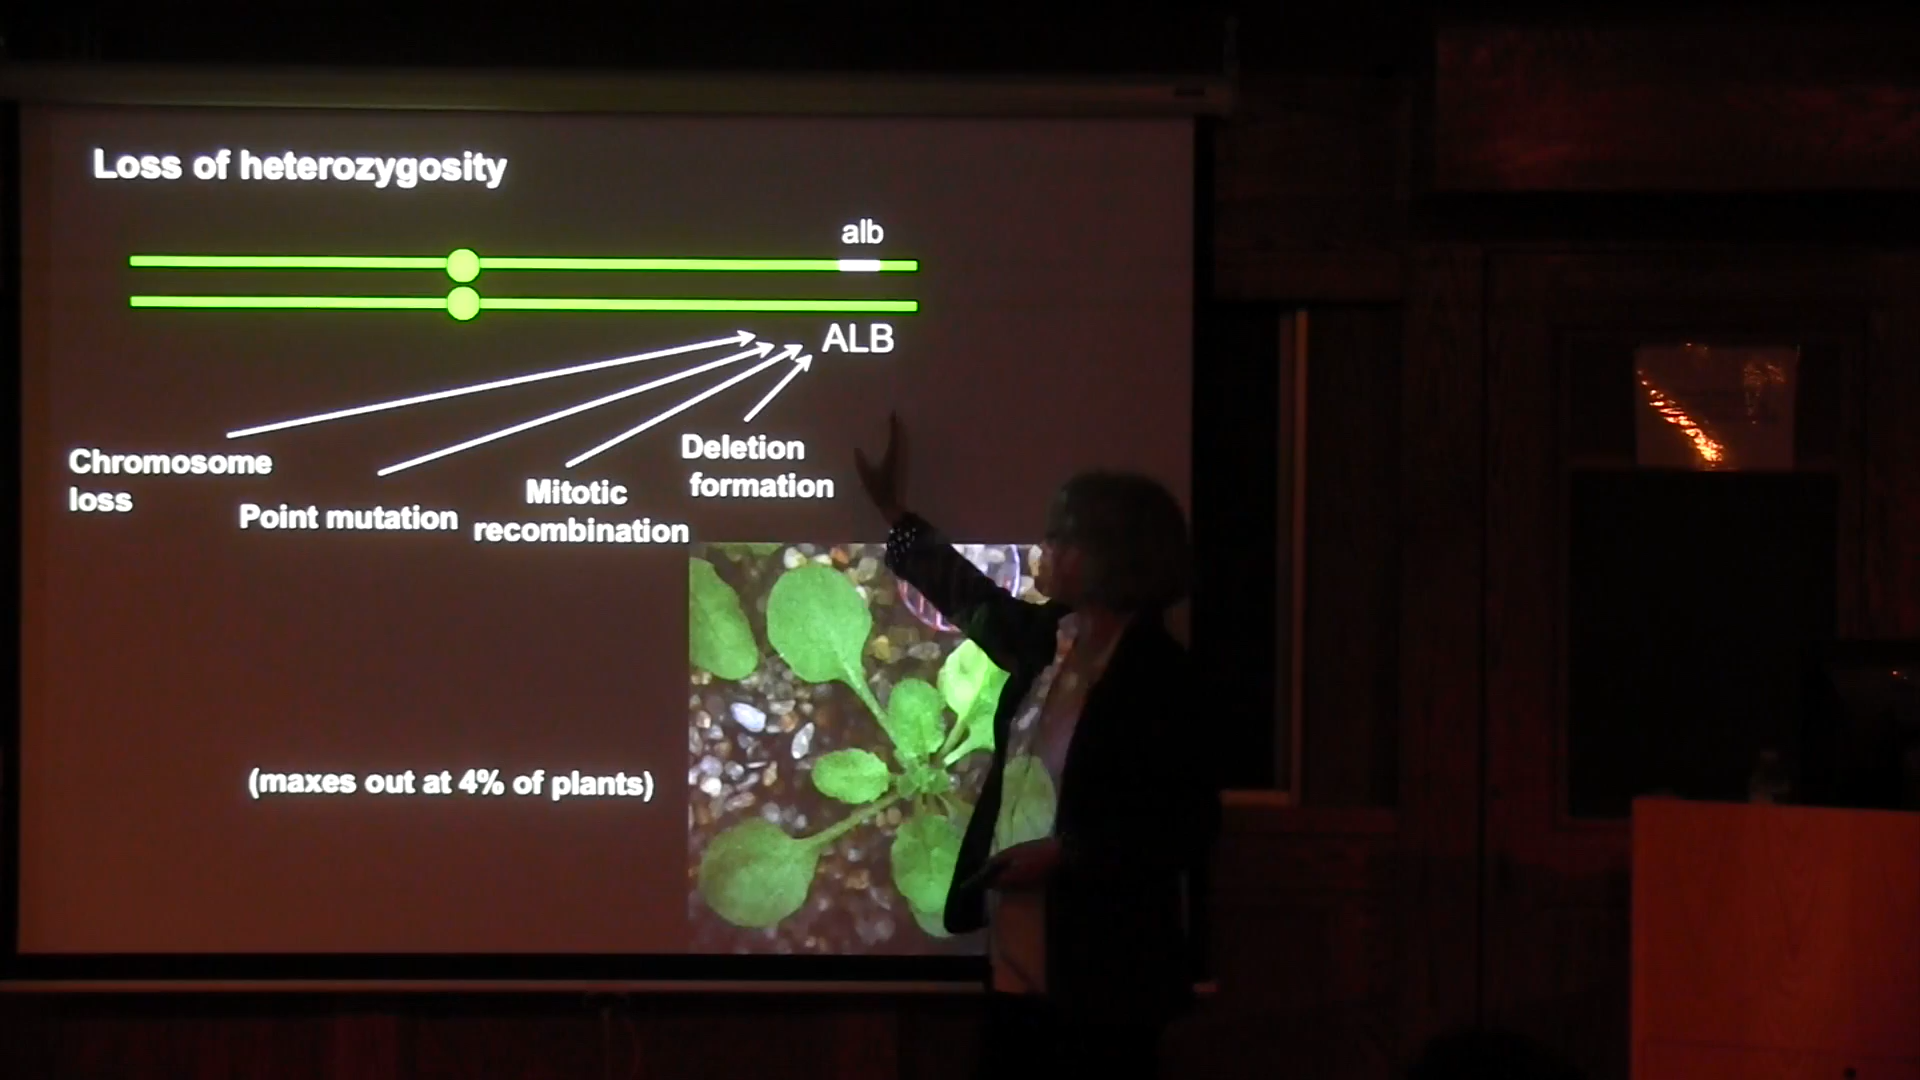 Loss of heterozygosity
alb
ALB
Chromosome
loss
Point mutation
Mitotic
recombination
Deletion
formation
(maxes out at 4% of plants)